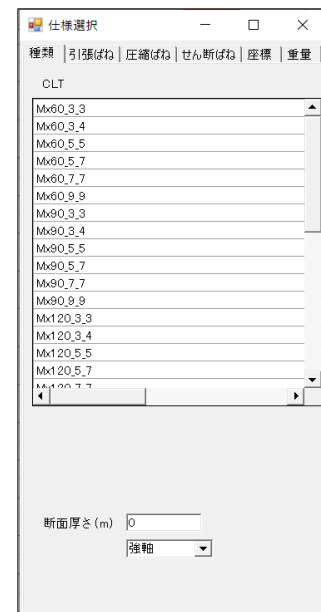 仕様選択
種類 引張ばね 圧縮ばね せん断ばね 座標 重量
CLT
Mx60_3_3
Mx60_3_4
Mx60_5_5
Mx60_5_7
Mx60_7_7
Mx60_9_9
Mx90_3_3
Mx90_3_4
Mx90_5_5
Mx90_5_7
Mx90_7_7
Mx90_9_9
Mx120_3_3
Mx120_3_4
Mx120_5_5
Mx120_5_7
Mx120_7_7
断面厚さ(m) 0
強軸